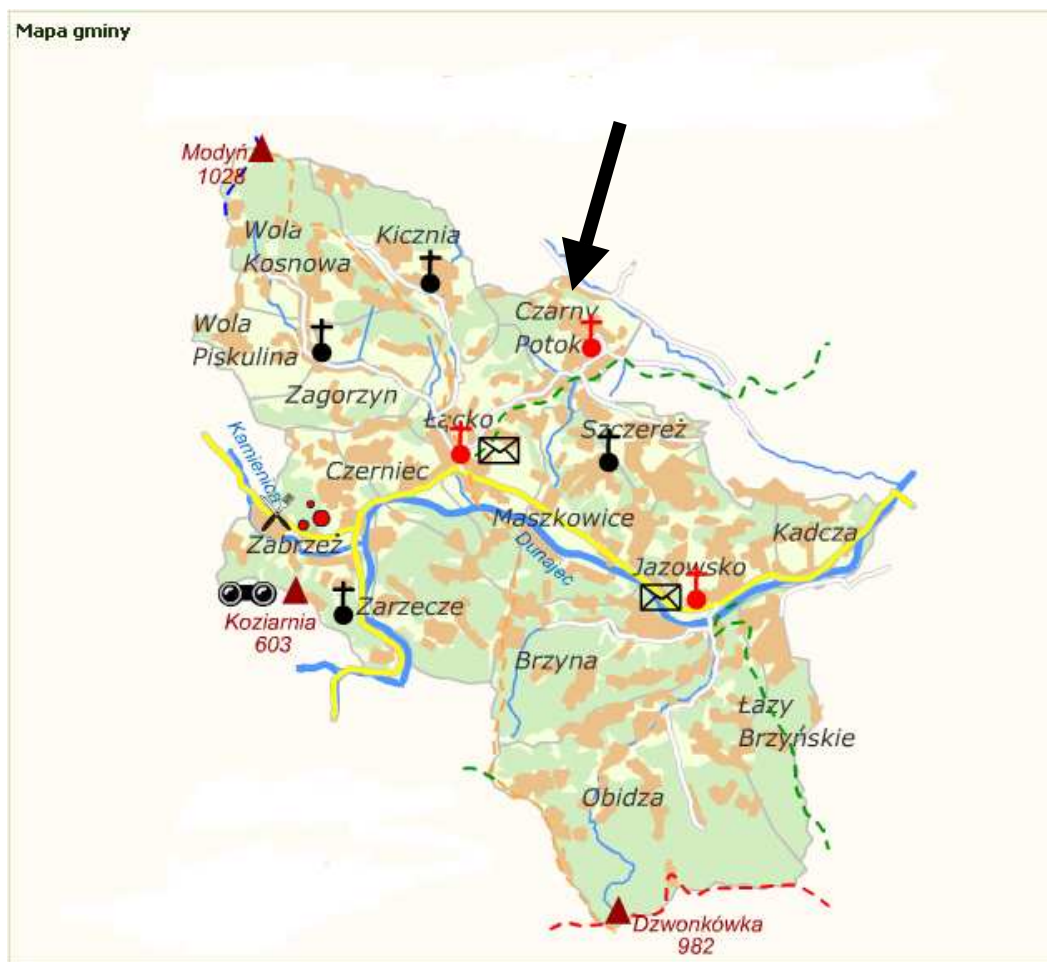 Mapa gminy
Modyń
1028
Wola
Kosnowa
Kicznia
Czarny
Potok
Wola
Piskulina
Zagorzyn
Łącko
Szczereż
Kamienica
Czerniec
Maszkowice
Kadcza
Zabrzeż
Dunajec
Jazowsko
Zarzecze
Koziarnia
603
Brzyna
Łazy
Brzyńskie
Obidza
Dzwonkówka
982